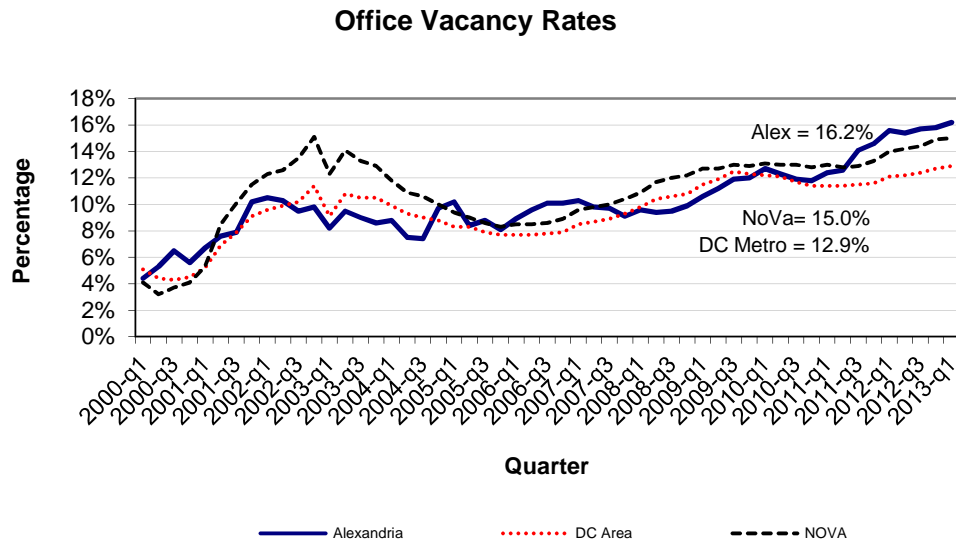 Office Vacancy Rates
Percentage
18%
16%
14%
12%
10%
8%
6%
4%
2%
0%
Alex = 16.2%
NoVa= 15.0%
DC Metro = 12.9%
2000-q1
2000-q3
2001-q1
2001-q3
2002-q1
2002-q3
2003-q1
2003-q3
2004-q1
2004-q3
2005-q1
2005-q3
2006-q1
2006-q3
2007-q1
2007-q3
2008-q1
2008-q3
2009-q1
2009-q3
2010-q1
2010-q3
2011-q1
2011-q3
2012-q1
2012-q3
2013-q1
Quarter
Alexandria DC Area NOVA